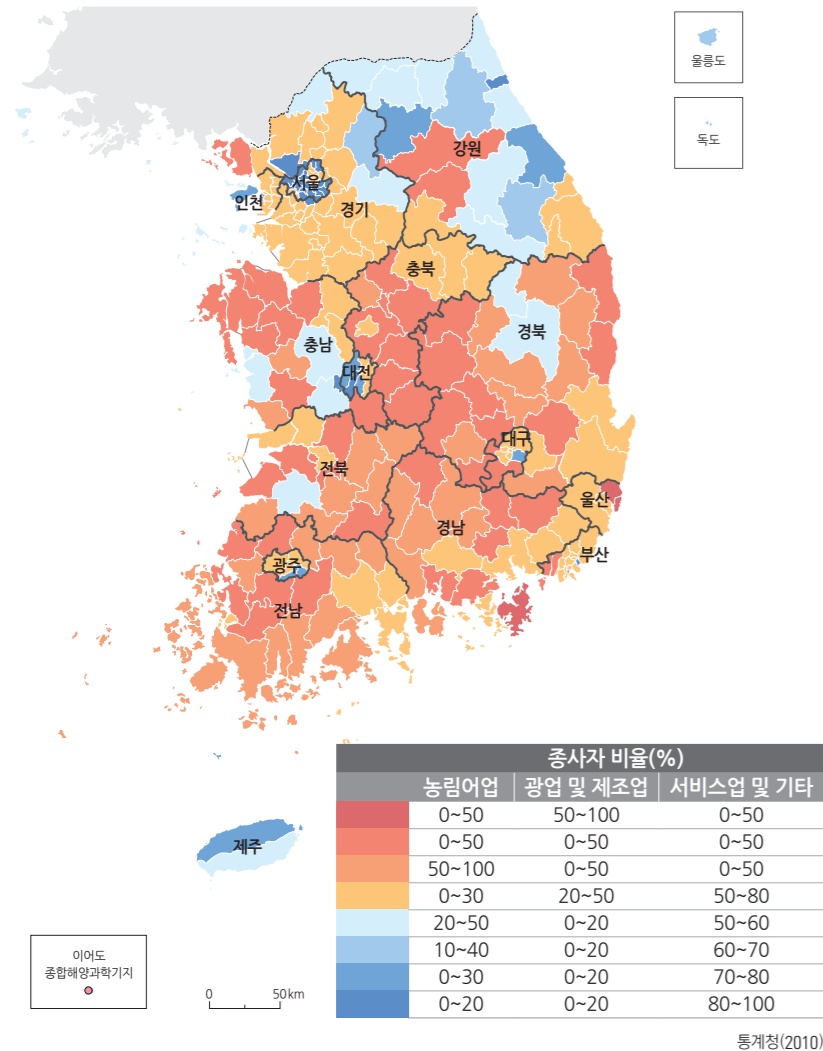 울릉도
독도
강원
서울
인천
경기
충북
충남
경북
대전
대구
전북
울산
경남
부산
광주
전남
제주
종사자 비율(%)
농림어업 광업 및 제조업 서비스업 및 기타
0~50 50~100 0~50
0~50 0~50 0~50
50~100 0~50 0~50
0~30 20~50 50~80
20~50 0~20 50~60
10~40 0~20 60~70
0~30 0~20 70~80
0~20 0~20 80~100
이어도
종합해양과학기지
0 50km
통계청(2010)